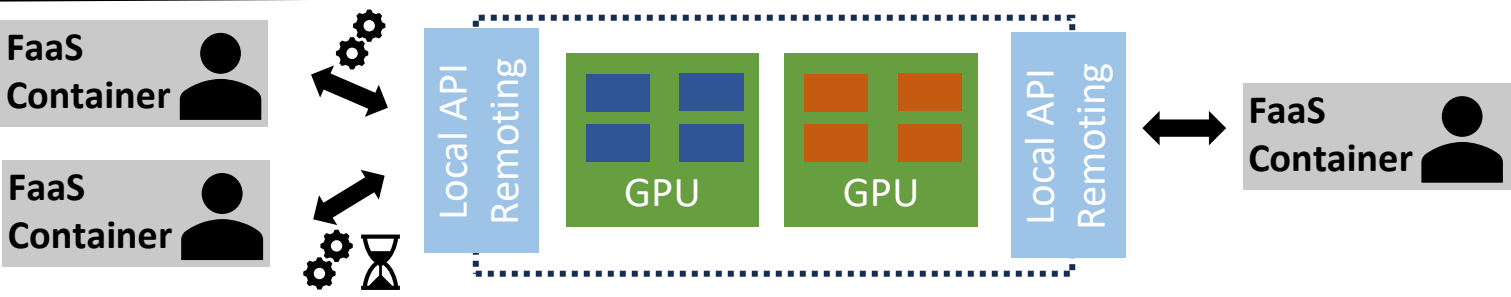 FaaS
Container
FaaS
Container
Local API
Remoting
GPU
GPU
Local API
Remoting
FaaS
Container